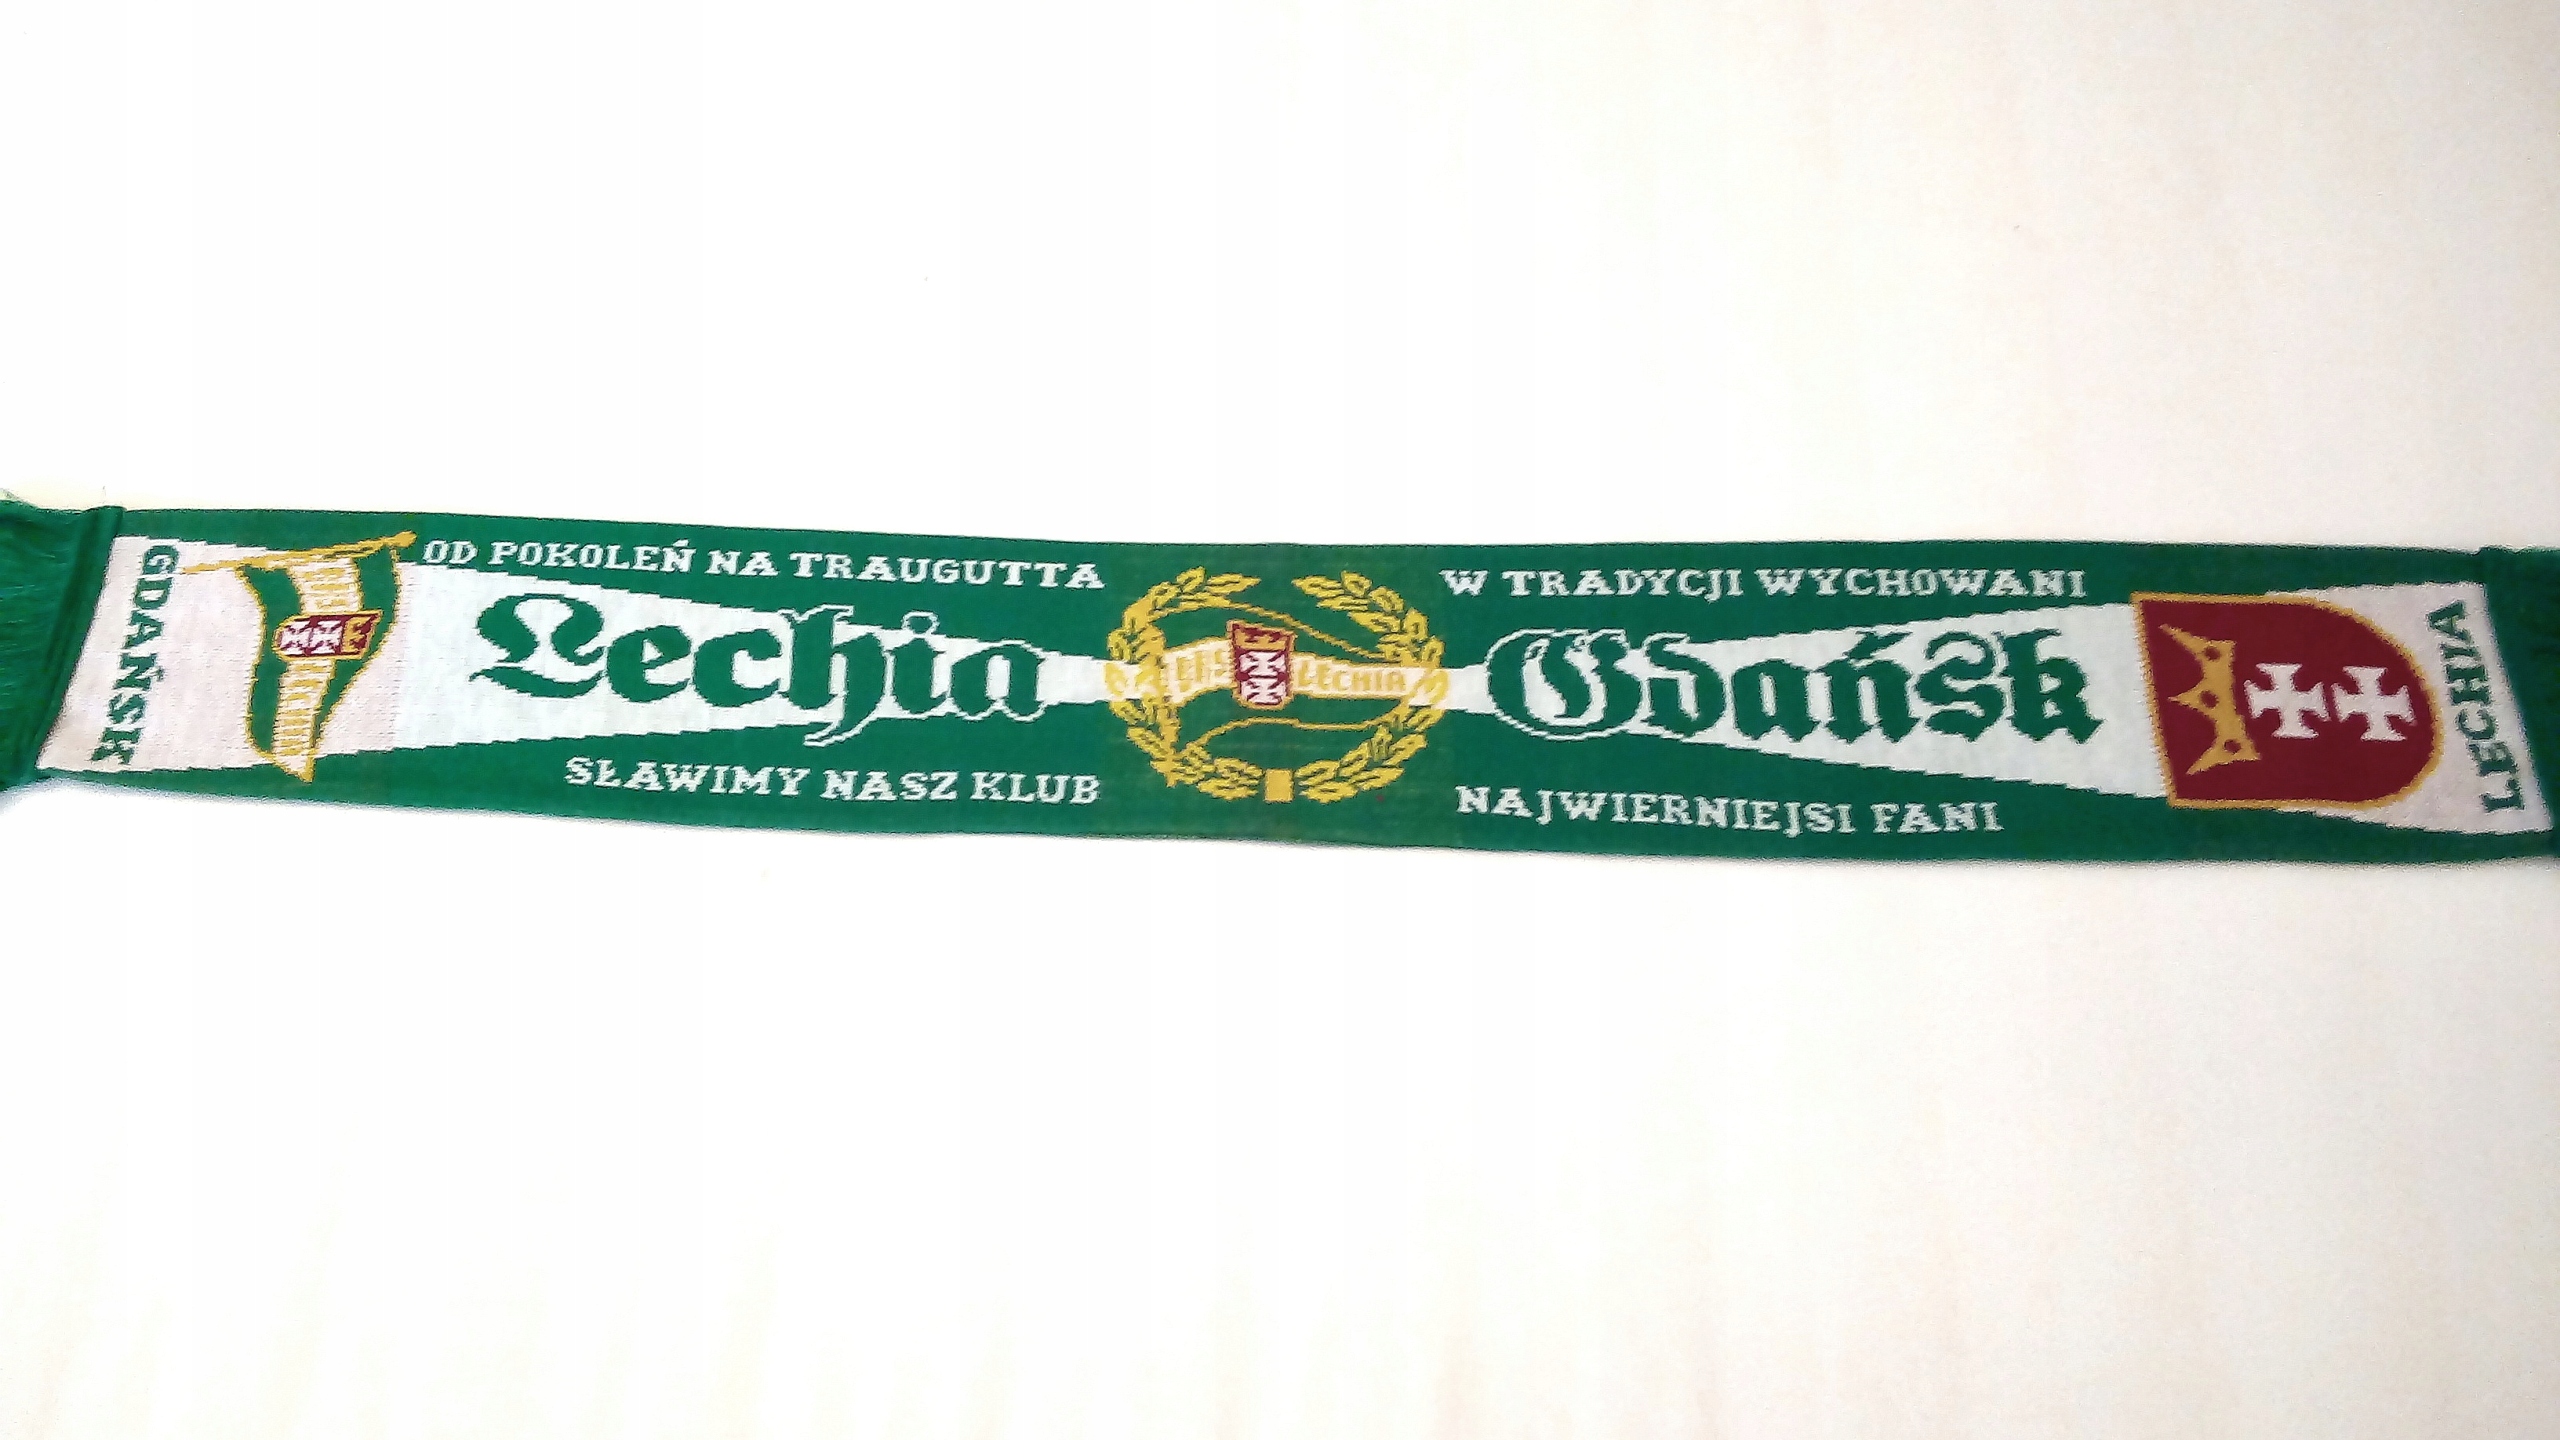 GDAŃSK
OD POKOLEŃ NA TRAUGUTTA
Lechia
SŁAWIMY NASZ KLUB
LECHIA
W TRADYCJI WYCHOWANI
Gdańsk
NAJWIERNIEJSI FANI
LECHIA